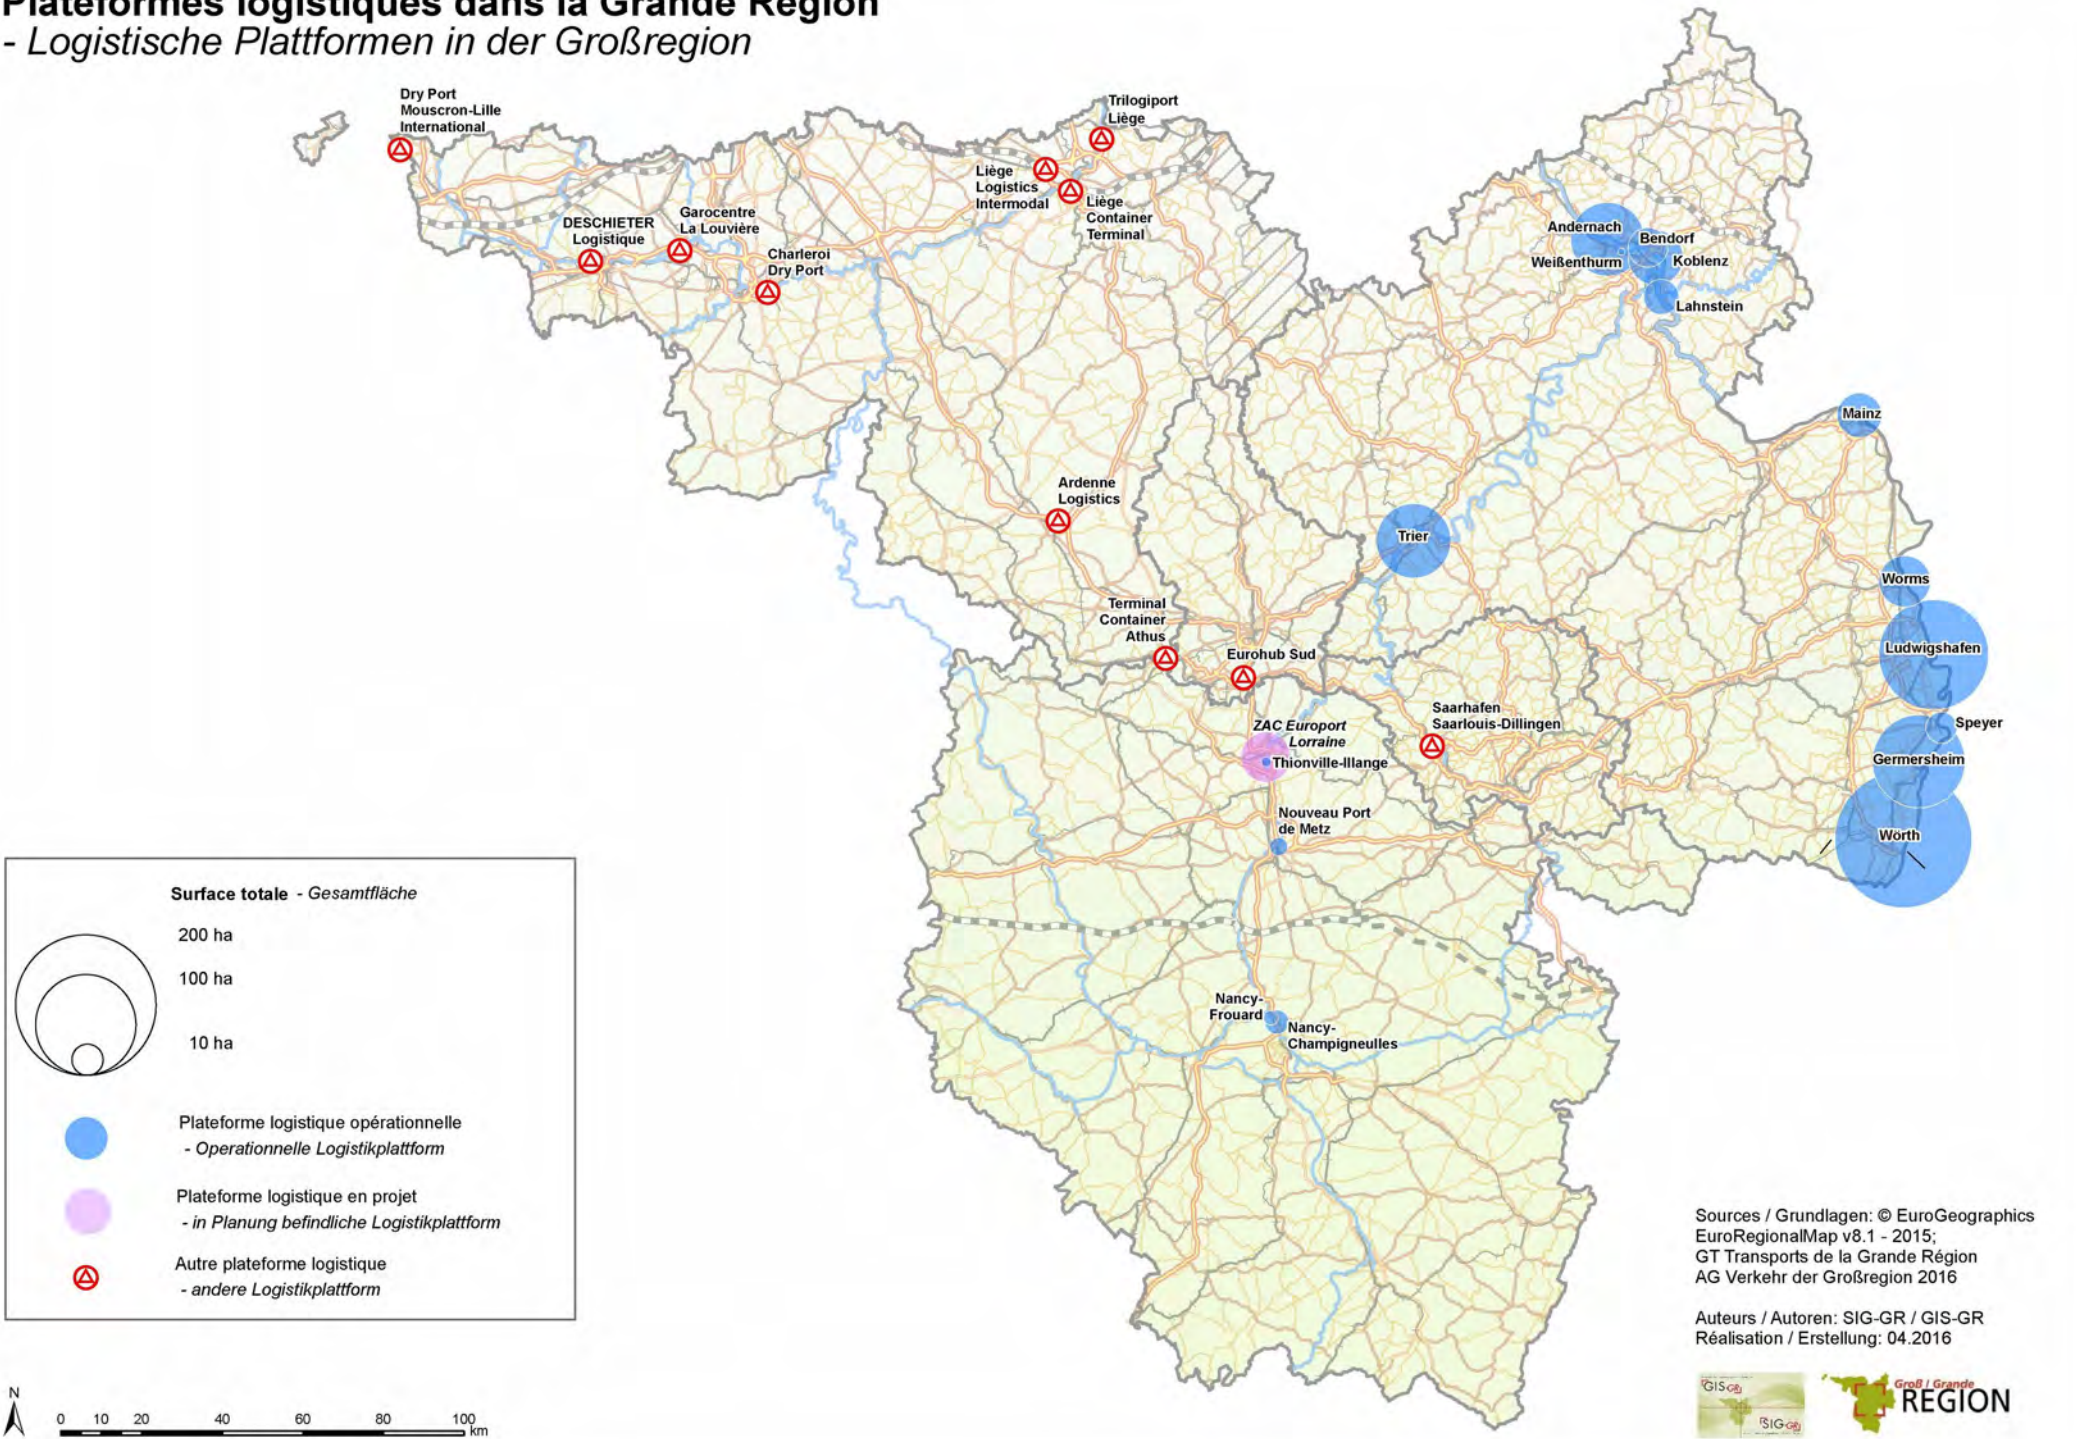 Plateformes logistiques dans la Grande Région
- Logistische Plattformen in der Großregion
Dry Port
Mouscron-Lille
International
Trilogiport
Liège
Liège
Logistics
Intermodal
Liège
Container
Terminal
DESCHIETER
Logistique
Garocentre
La Louvière
Charleroi
Dry Port
Andernach
Bendorf
Weißenthurm
Koblenz
Lahnstein
Mainz
Ardenne
Logistics
Trier
Worms
Terminal
Container
Athus
Eurohub Sud
Ludwigshafen
Saarhafen
Saarlouis-Dillingen
Speyer
ZAC Europort
Lorraine
Thionville-Illange
Germersheim
Nouveau Port
de Metz
Wörth
Nancy-
Frouard
Nancy-
Champigneulles
Surface totale - Gesamtfläche
200 ha
100 ha
10 ha
Plateforme logistique opérationnelle
- Operationnelle Logistikplattform
Plateforme logistique en projet
- in Planung befindliche Logistikplattform
Autre plateforme logistique
- andere Logistikplattform
N
0 10 20 40 60 80 100
km
Sources / Grundlagen: © EuroGeographics
EuroRegionalMap v8.1 - 2015;
GT Transports de la Grande Région
AG Verkehr der Großregion 2016
Auteurs / Autoren: SIG-GR / GIS-GR
Réalisation / Erstellung: 04.2016
GIS-GR
SIG-GR
Groß / Grande
REGION